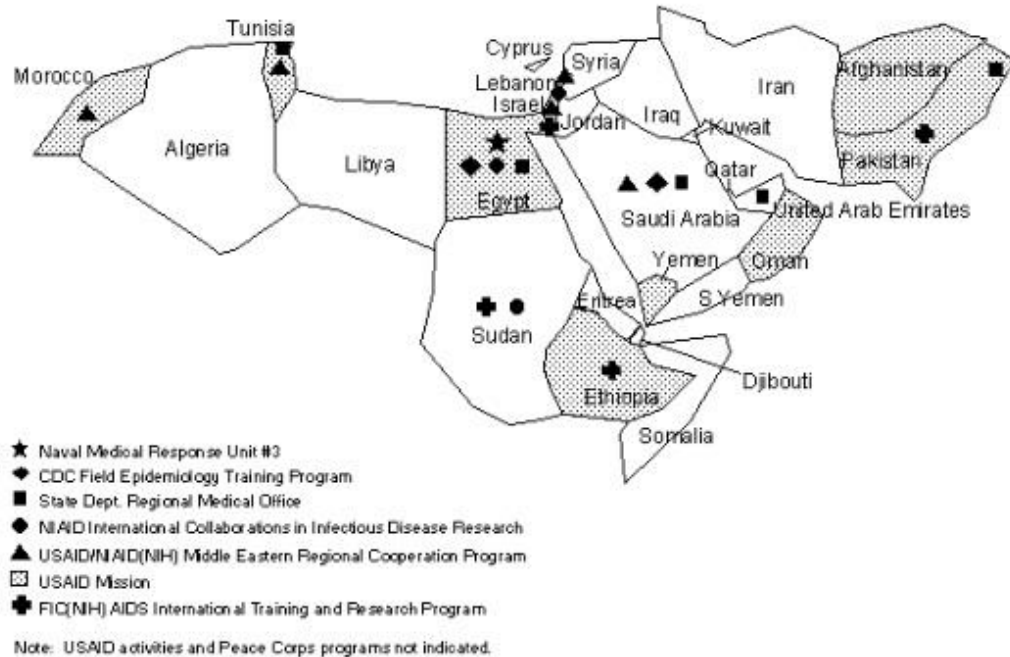 Tunisia
Morocco
Cyprus
Syria
Lebanon
Israel
Jordan
Iraq
Iran
Afghanistan
Kuwait
Pakistan
Algeria
Libya
Egypt
Qatar
Saudi Arabia
United Arab Emirates
Yemen
Oman
S.Yemen
Eritrea
Sudan
Djibouti
Ethiopia
Somalia
Naval Medical Response Unit #3
CDC Field Epidemiology Training Program
State Dept. Regional Medical Office
NIAID International Collaborations in Infectious Disease Research
USAID/NIAID(NIH) Middle Eastern Regional Cooperation Program
USAID Mission
FIC(NIH) AIDS International Training and Research Program
Note: USAID activities and Peace Corps programs not indicated.